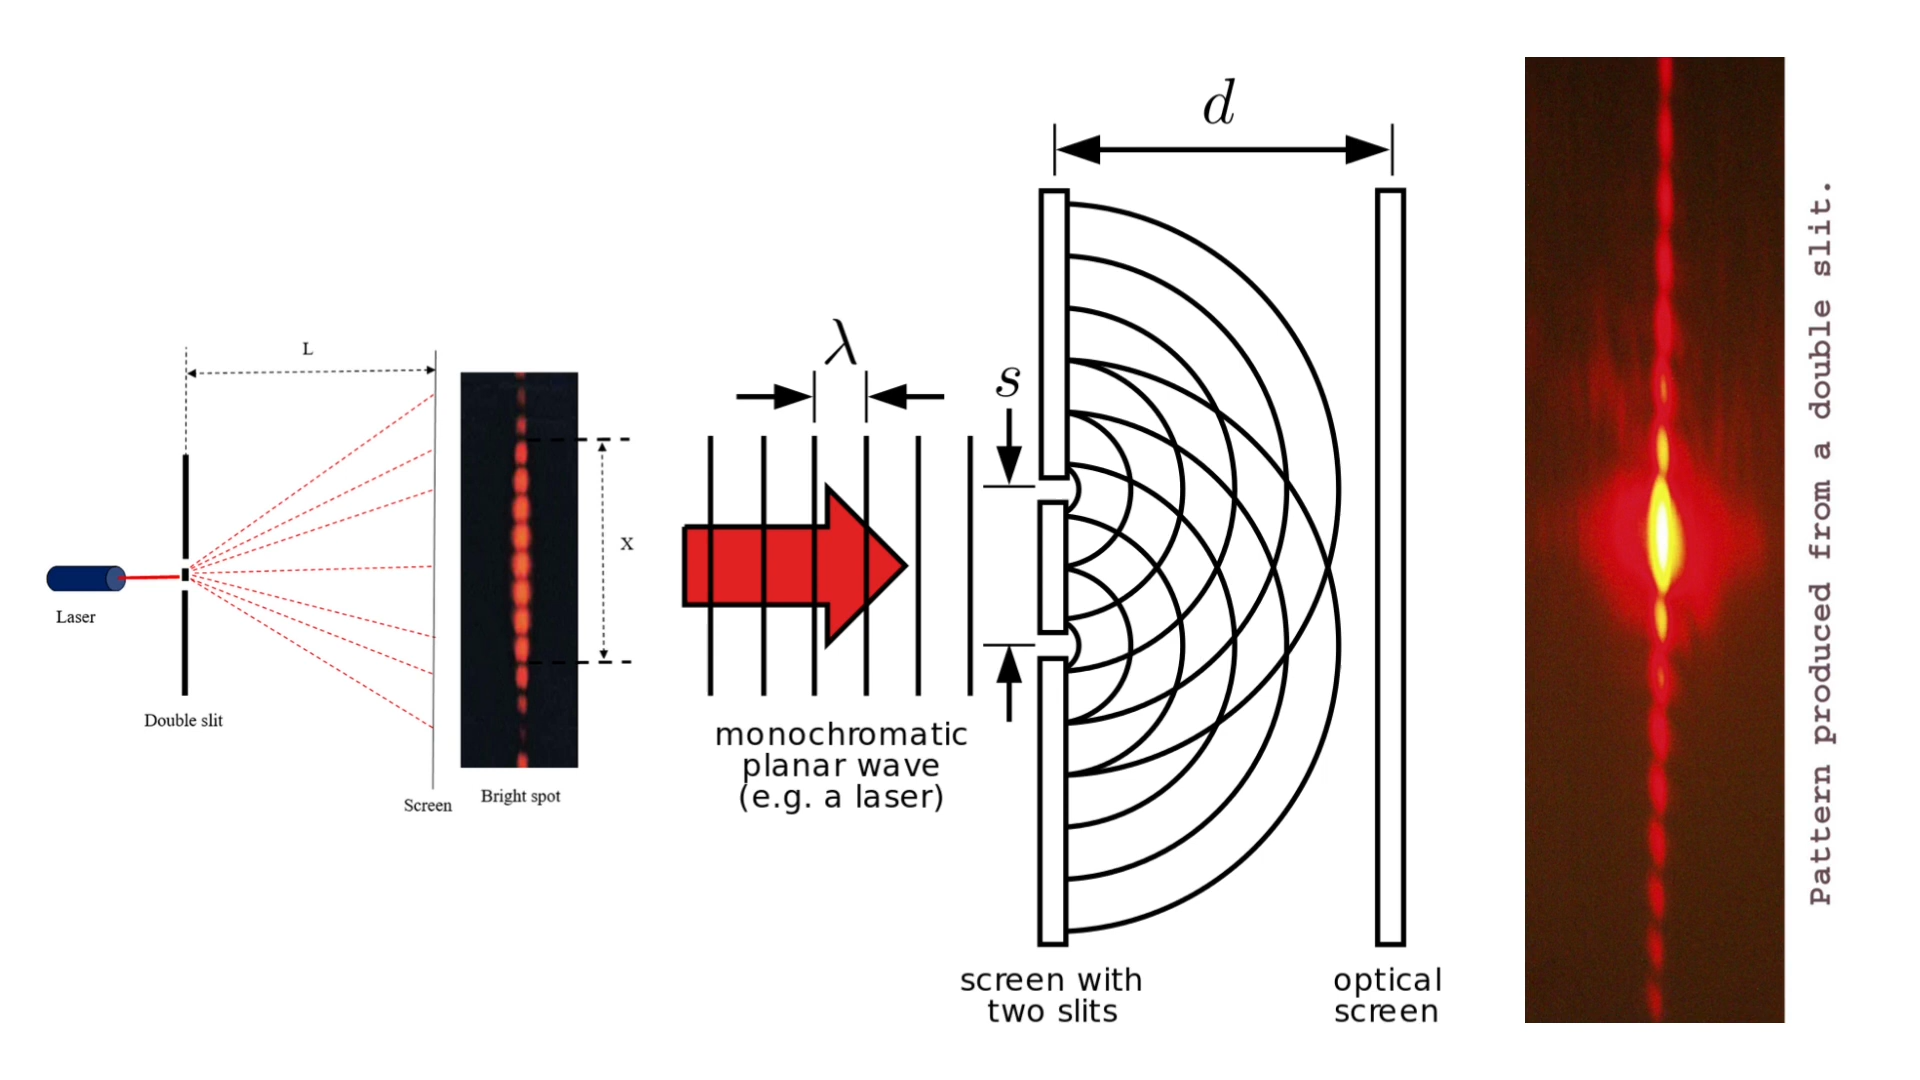 L
X
Laser
Double slit
Screen
Bright spot
λ
s
d
monochromatic
planar wave
(e.g. a laser)
screen with
two slits
optical
screen
Pattern produced from a double slit.